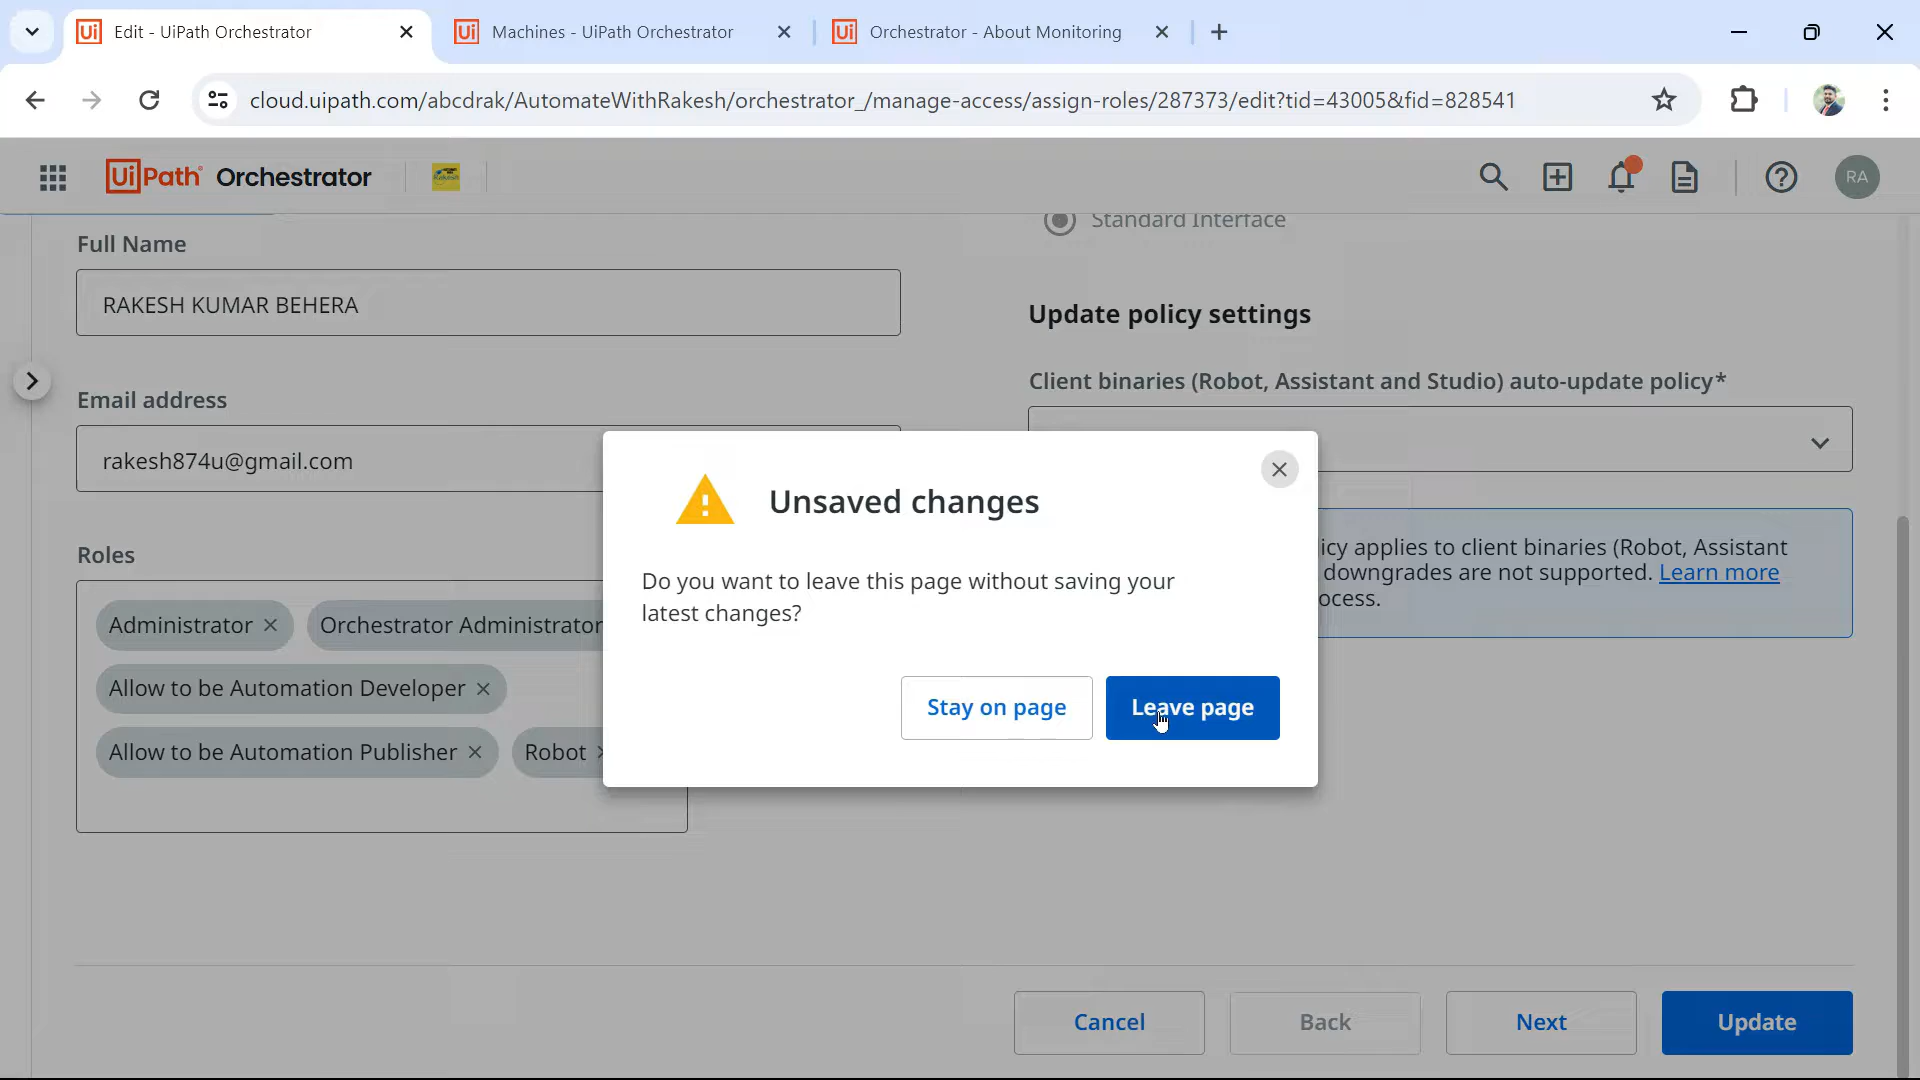 Edit - UiPath Orchestrator
Machines - UiPath Orchestrator
Orchestrator - About Monitoring
cloud.uipath.com/abcdrak/AutomateWithRakesh/orchestrator_/manage-access/assign-roles/287373/edit?tid=43005&fid=828541
UiPath Orchestrator
RA
Standard Interface
Full Name
RAKESH KUMAR BEHERA
Update policy settings
Client binaries (Robot, Assistant and Studio) auto-update policy*
Email address
rakesh874u@gmail.com
Unsaved changes
Do you want to leave this page without saving your
latest changes?
Stay on page
Leave page
icy applies to client binaries (Robot, Assistant
downgrades are not supported. Learn more
ocess.
Roles
Administrator
Orchestrator Administrator
Allow to be Automation Developer
Allow to be Automation Publisher
Robot
Cancel
Back
Next
Update